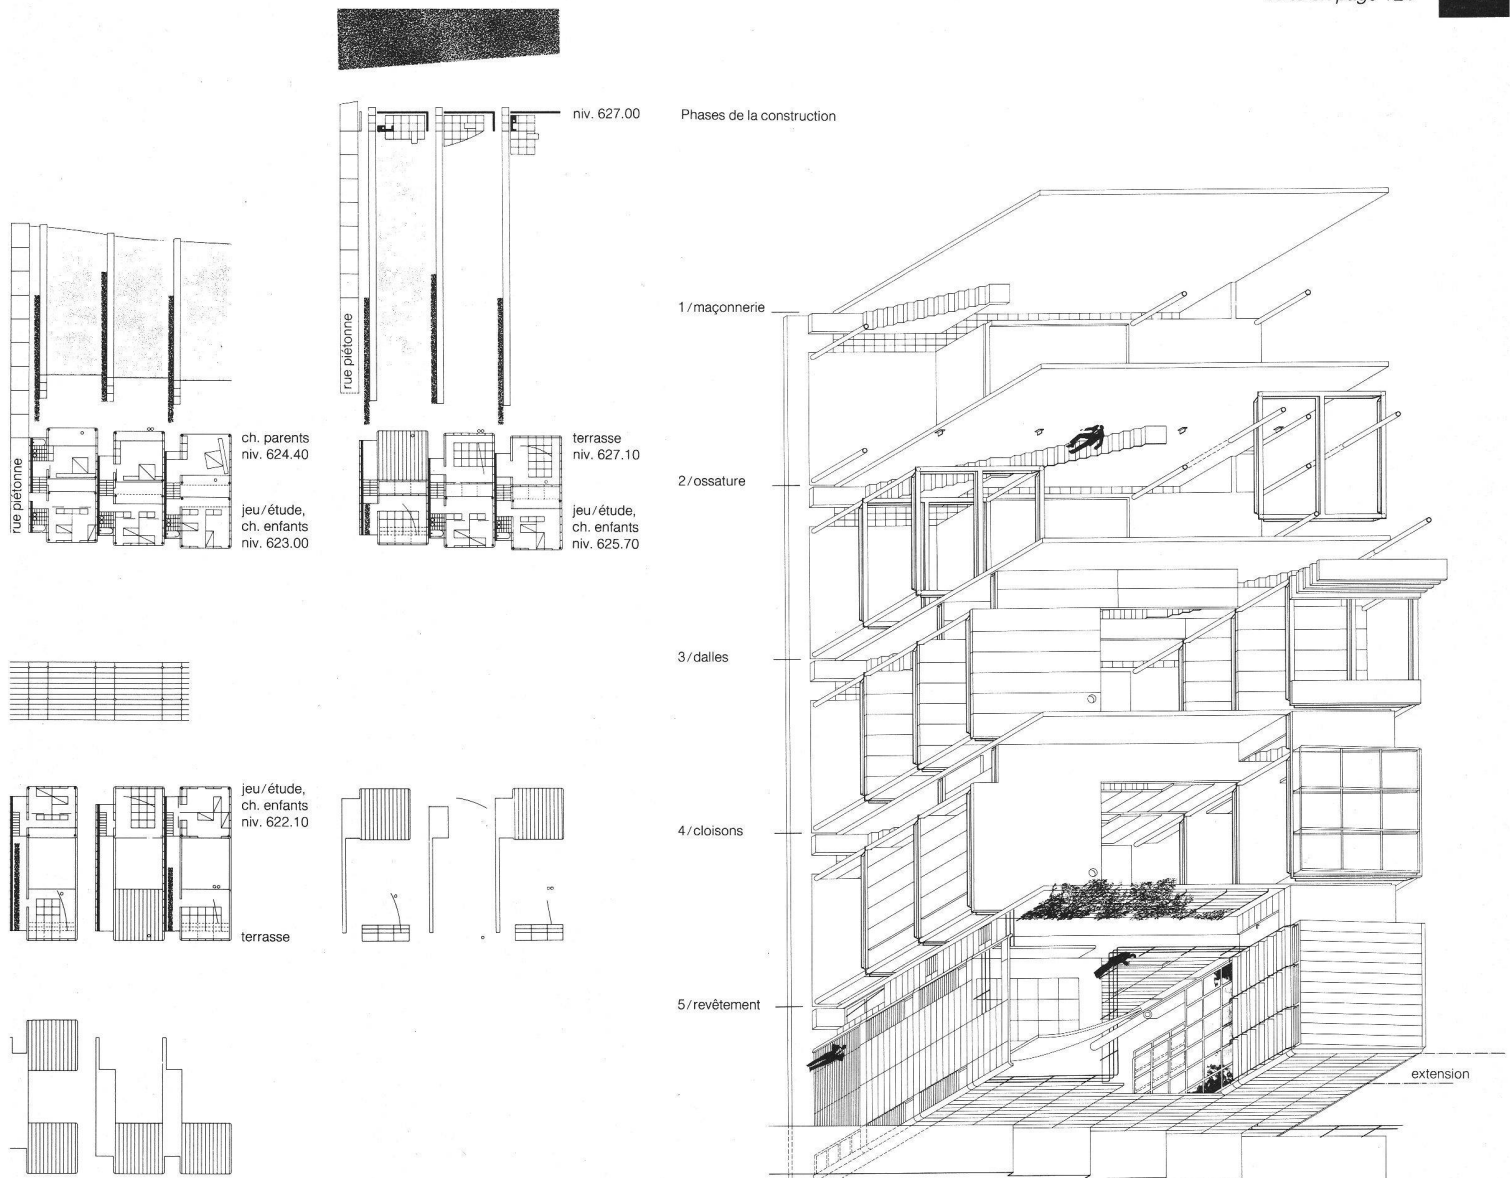 niv. 627.00
Phases de la construction
rue piétonne
ch. parents
niv. 624.40
jeu/étude,
ch. enfants
niv. 623.00
rue piétonne
terrasse
niv. 627.10
jeu/étude,
ch. enfants
niv. 625.70
jeu/étude,
ch. enfants
niv. 622.10
terrasse
1/maçonnerie
2/ossature
3/dalles
4/cloisons
5/revêtement
extension